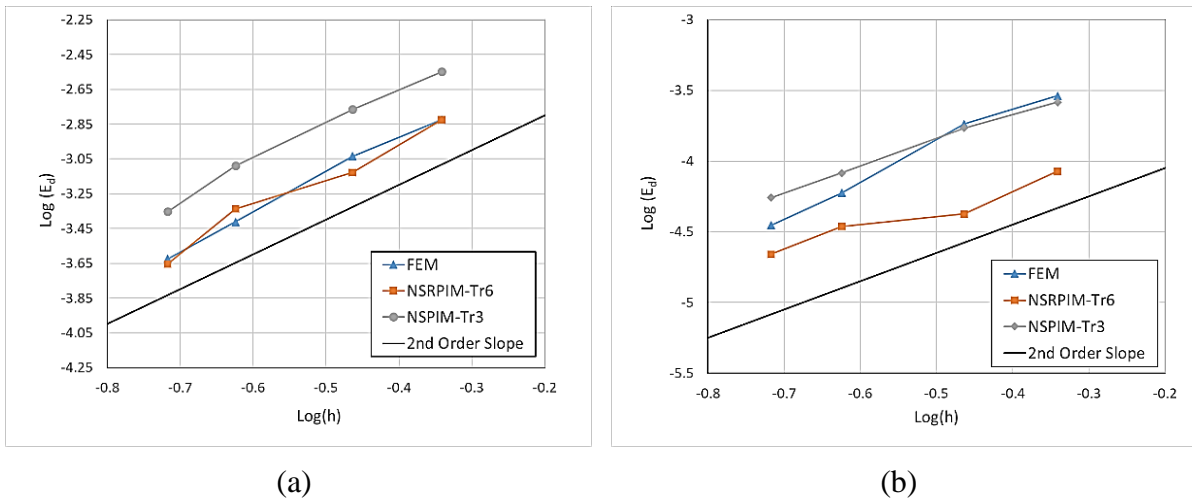 -2.25
-2.45
-2.65
-2.85
-3.05
-3.25
-3.45
-3.65
-3.85
-4.05
-4.25
Log (Ed)
-0.8 -0.7 -0.6 -0.5 -0.4 -0.3 -0.2
Log(h)
FEM
NSRPIM-Tr6
NSPIM-Tr3
2nd Order Slope
(a)
-3
-3.5
-4
-4.5
-5
-5.5
Log (Ed)
-0.8 -0.7 -0.6 -0.5 -0.4 -0.3 -0.2
Log(h)
FEM
NSRPIM-Tr6
NSPIM-Tr3
2nd Order Slope
(b)